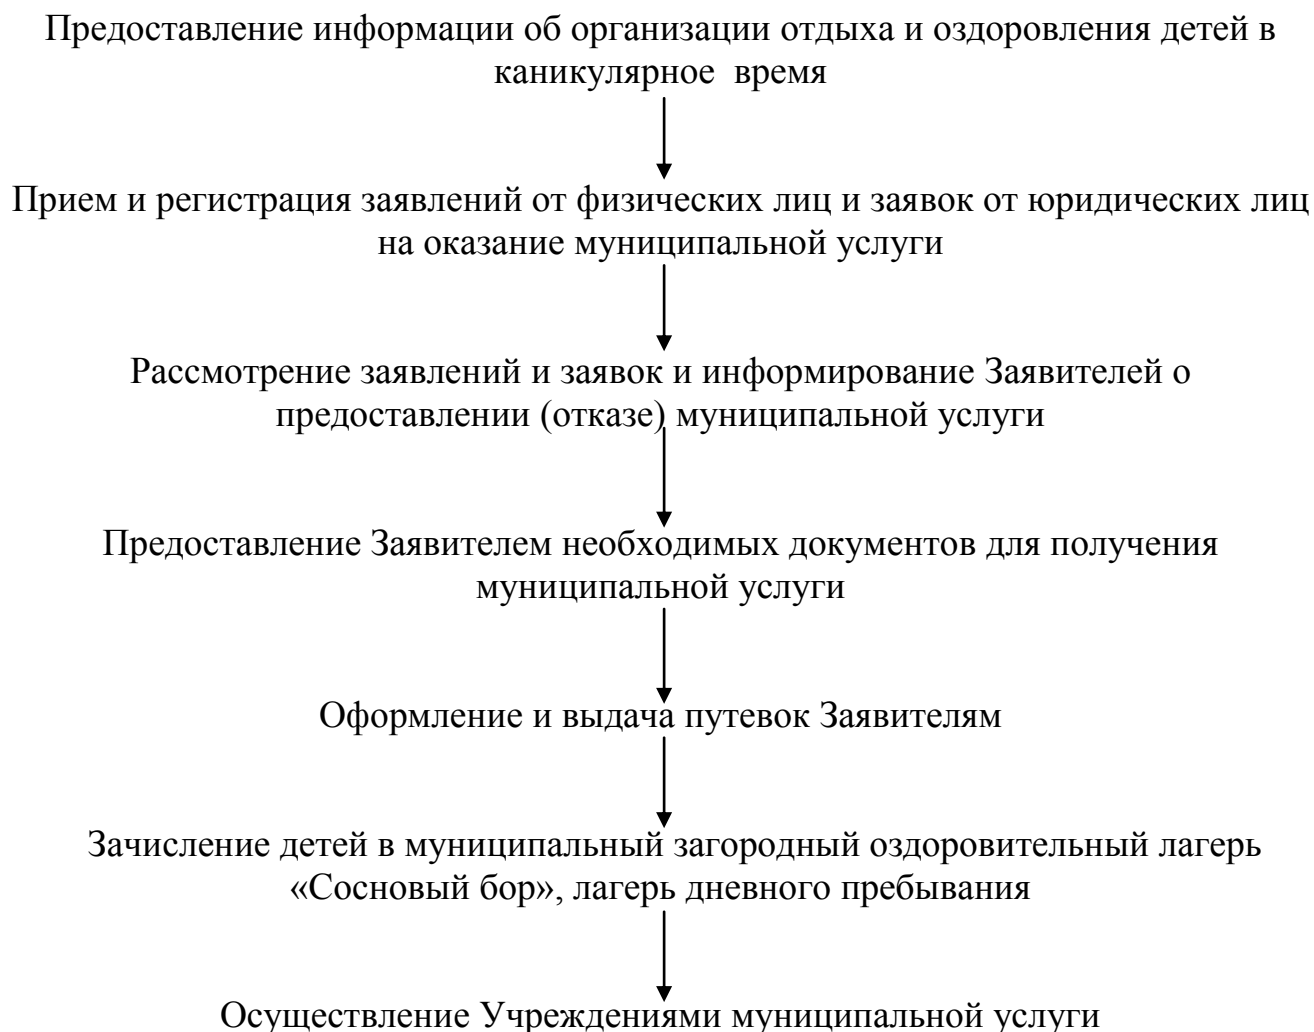 Предоставление информации об организации отдыха и оздоровления детей в
каникулярное  время
Прием и регистрация заявлений от физических лиц и заявок от юридических лиц
на оказание муниципальной услуги
Рассмотрение заявлений и заявок и информирование Заявителей о
предоставлении (отказе) муниципальной услуги
Предоставление Заявителем необходимых документов для получения
муниципальной услуги
Оформление и выдача путевок Заявителям
Зачисление детей в муниципальный загородный оздоровительный лагерь
«Сосновый бор», лагерь дневного пребывания
Осуществление Учреждениями муниципальной услуги